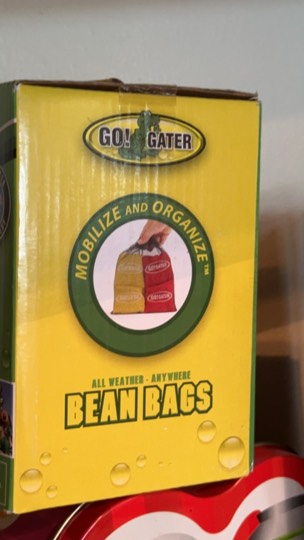 GO! GATER
MOBILIZE AND ORGANIZE™
ALL WEATHER - ANYWHERE
BEAN BAGS